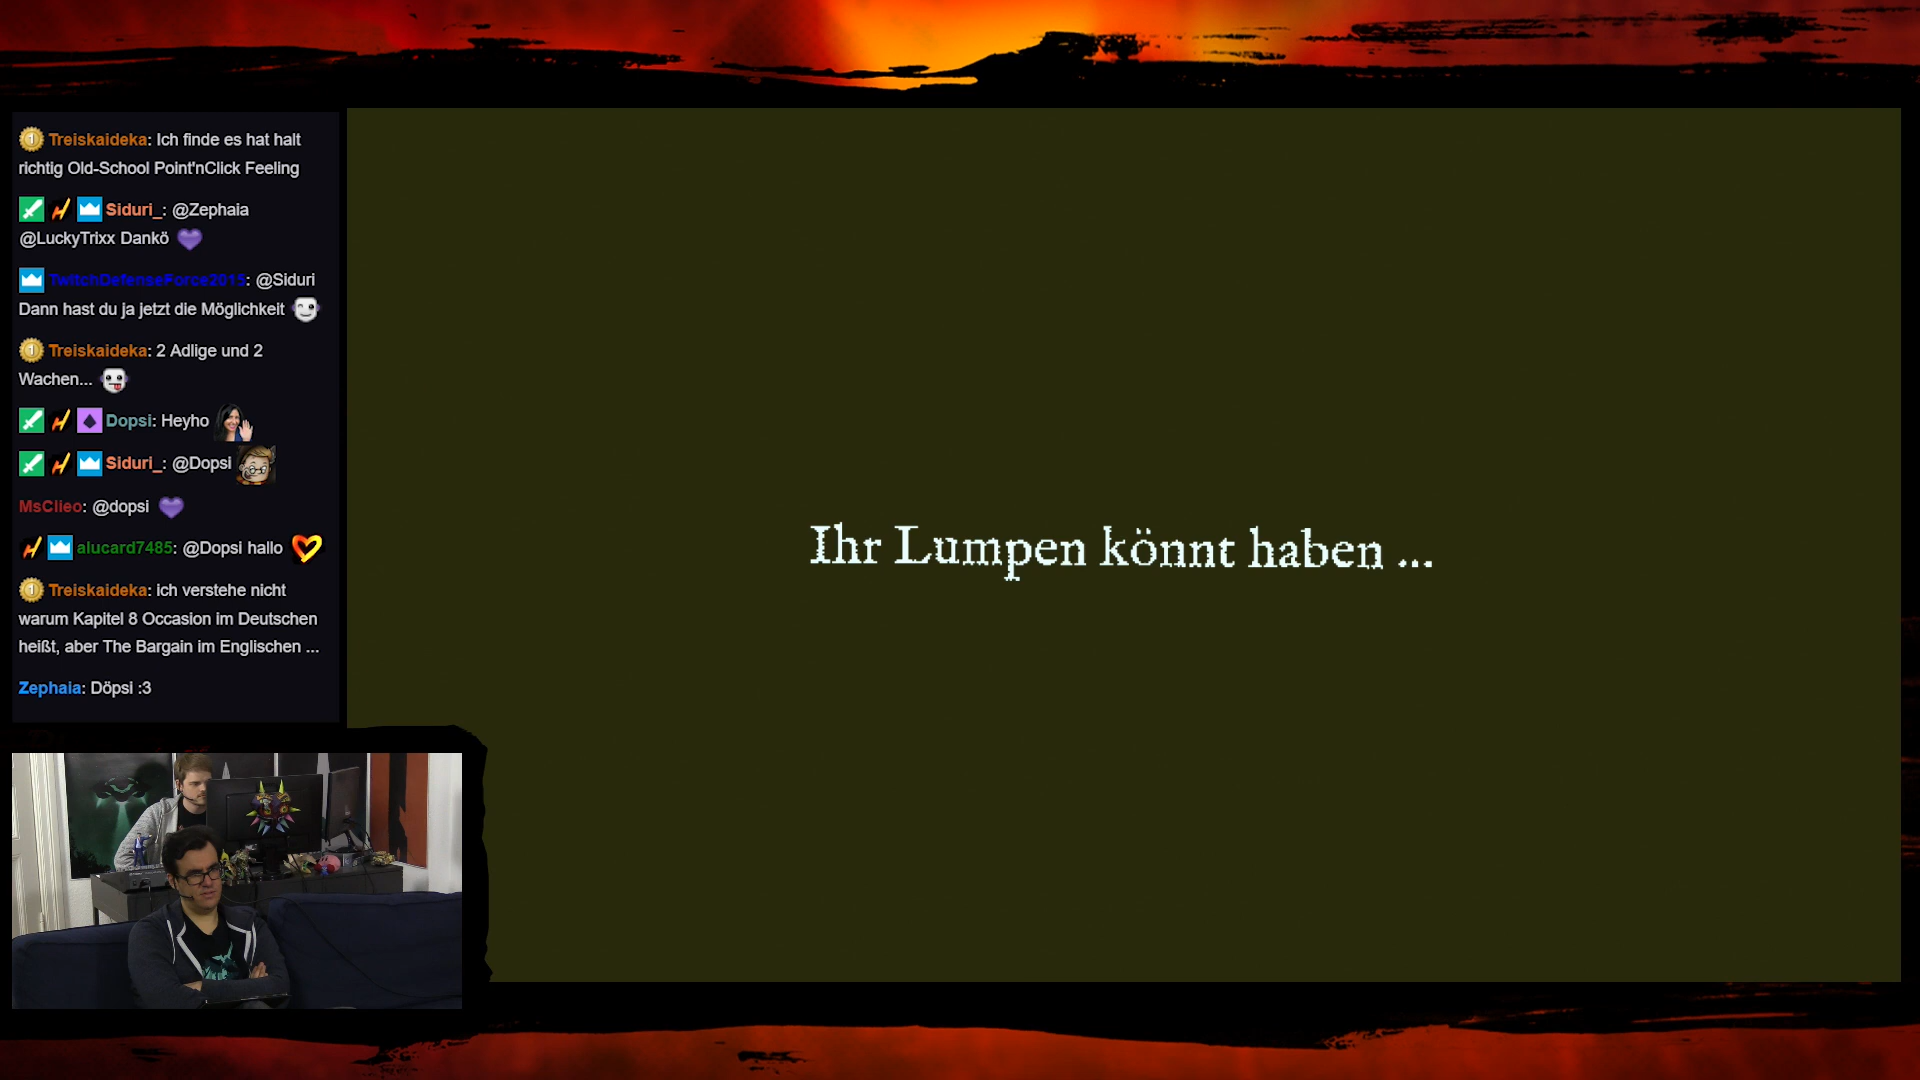 Treiskaideka: Ich finde es hat halt
richtig Old-School Point'nClick Feeling
Siduri_: @Zephaia
@LuckyTrixx Dankö
TwitchDefenseForce2015: @Siduri
Dann hast du ja jetzt die Möglichkeit
Treiskaideka: 2 Adlige und 2
Wachen...
Dopsi: Heyho
Siduri_: @Dopsi
MsClieo: @dopsi
alucard7485: @Dopsi hallo
Treiskaideka: ich verstehe nicht
warum Kapitel 8 Occasion im Deutschen
heißt, aber The Bargain im Englischen ...
Zephaia: Döpsi :3
Ihr Lumpen könnt haben ...